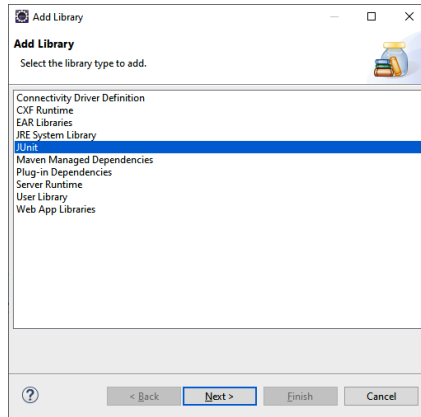 Add Library
Add Library
Select the library type to add.
Connectivity Driver Definition
CXF Runtime
EAR Libraries
JRE System Library
JUnit
Maven Managed Dependencies
Plug-in Dependencies
Server Runtime
User Library
Web App Libraries
? < Back Next > Finish Cancel